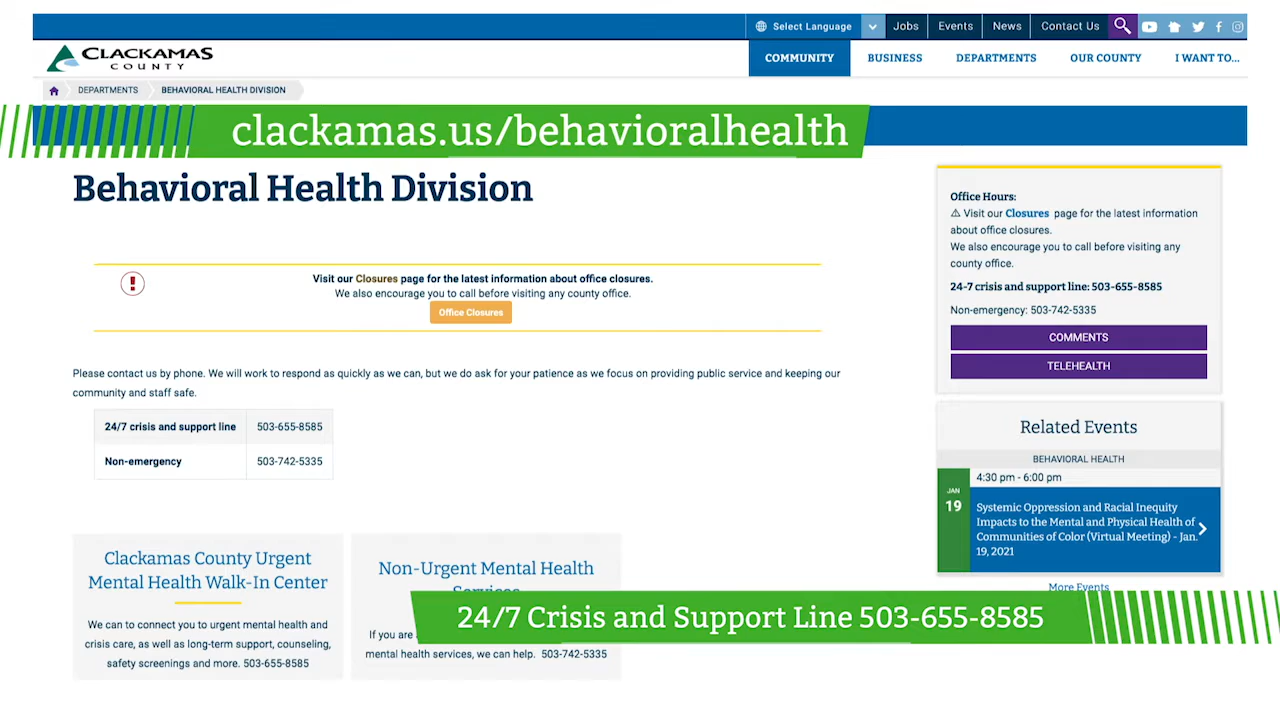 Select Language
Jobs
Events
News
Contact Us
CLACKAMAS
COUNTY
COMMUNITY
BUSINESS
DEPARTMENTS
OUR COUNTY
I WANT TO...
DEPARTMENTS
BEHAVIORAL HEALTH DIVISION
clackamas.us/behavioralhealth
Behavioral Health Division
Visit our Closures page for the latest information about office closures.
We also encourage you to call before visiting any county office.
Office Closures
Please contact us by phone. We will work to respond as quickly as we can, but we do ask for your patience as we focus on providing public service and keeping our
community and staff safe.
24/7 crisis and support line 503-655-8585
Non-emergency 503-742-5335
Clackamas County Urgent
Mental Health Walk-In Center
We can to connect you to urgent mental health and
crisis care, as well as long-term support, counseling,
safety screenings and more. 503-655-8585
Non-Urgent Mental Health
Services
If you are
mental health services, we can help. 503-742-5335
Office Hours:
⚠ Visit our Closures page for the latest information
about office closures.
We also encourage you to call before visiting any
county office.
24-7 crisis and support line: 503-655-8585
Non-emergency: 503-742-5335
COMMENTS
TELEHEALTH
Related Events
BEHAVIORAL HEALTH
JAN
19
4:30 pm - 6:00 pm
Systemic Oppression and Racial Inequity
Impacts to the Mental and Physical Health of
Communities of Color (Virtual Meeting) - Jan.
19, 2021
More Events
24/7 Crisis and Support Line 503-655-8585